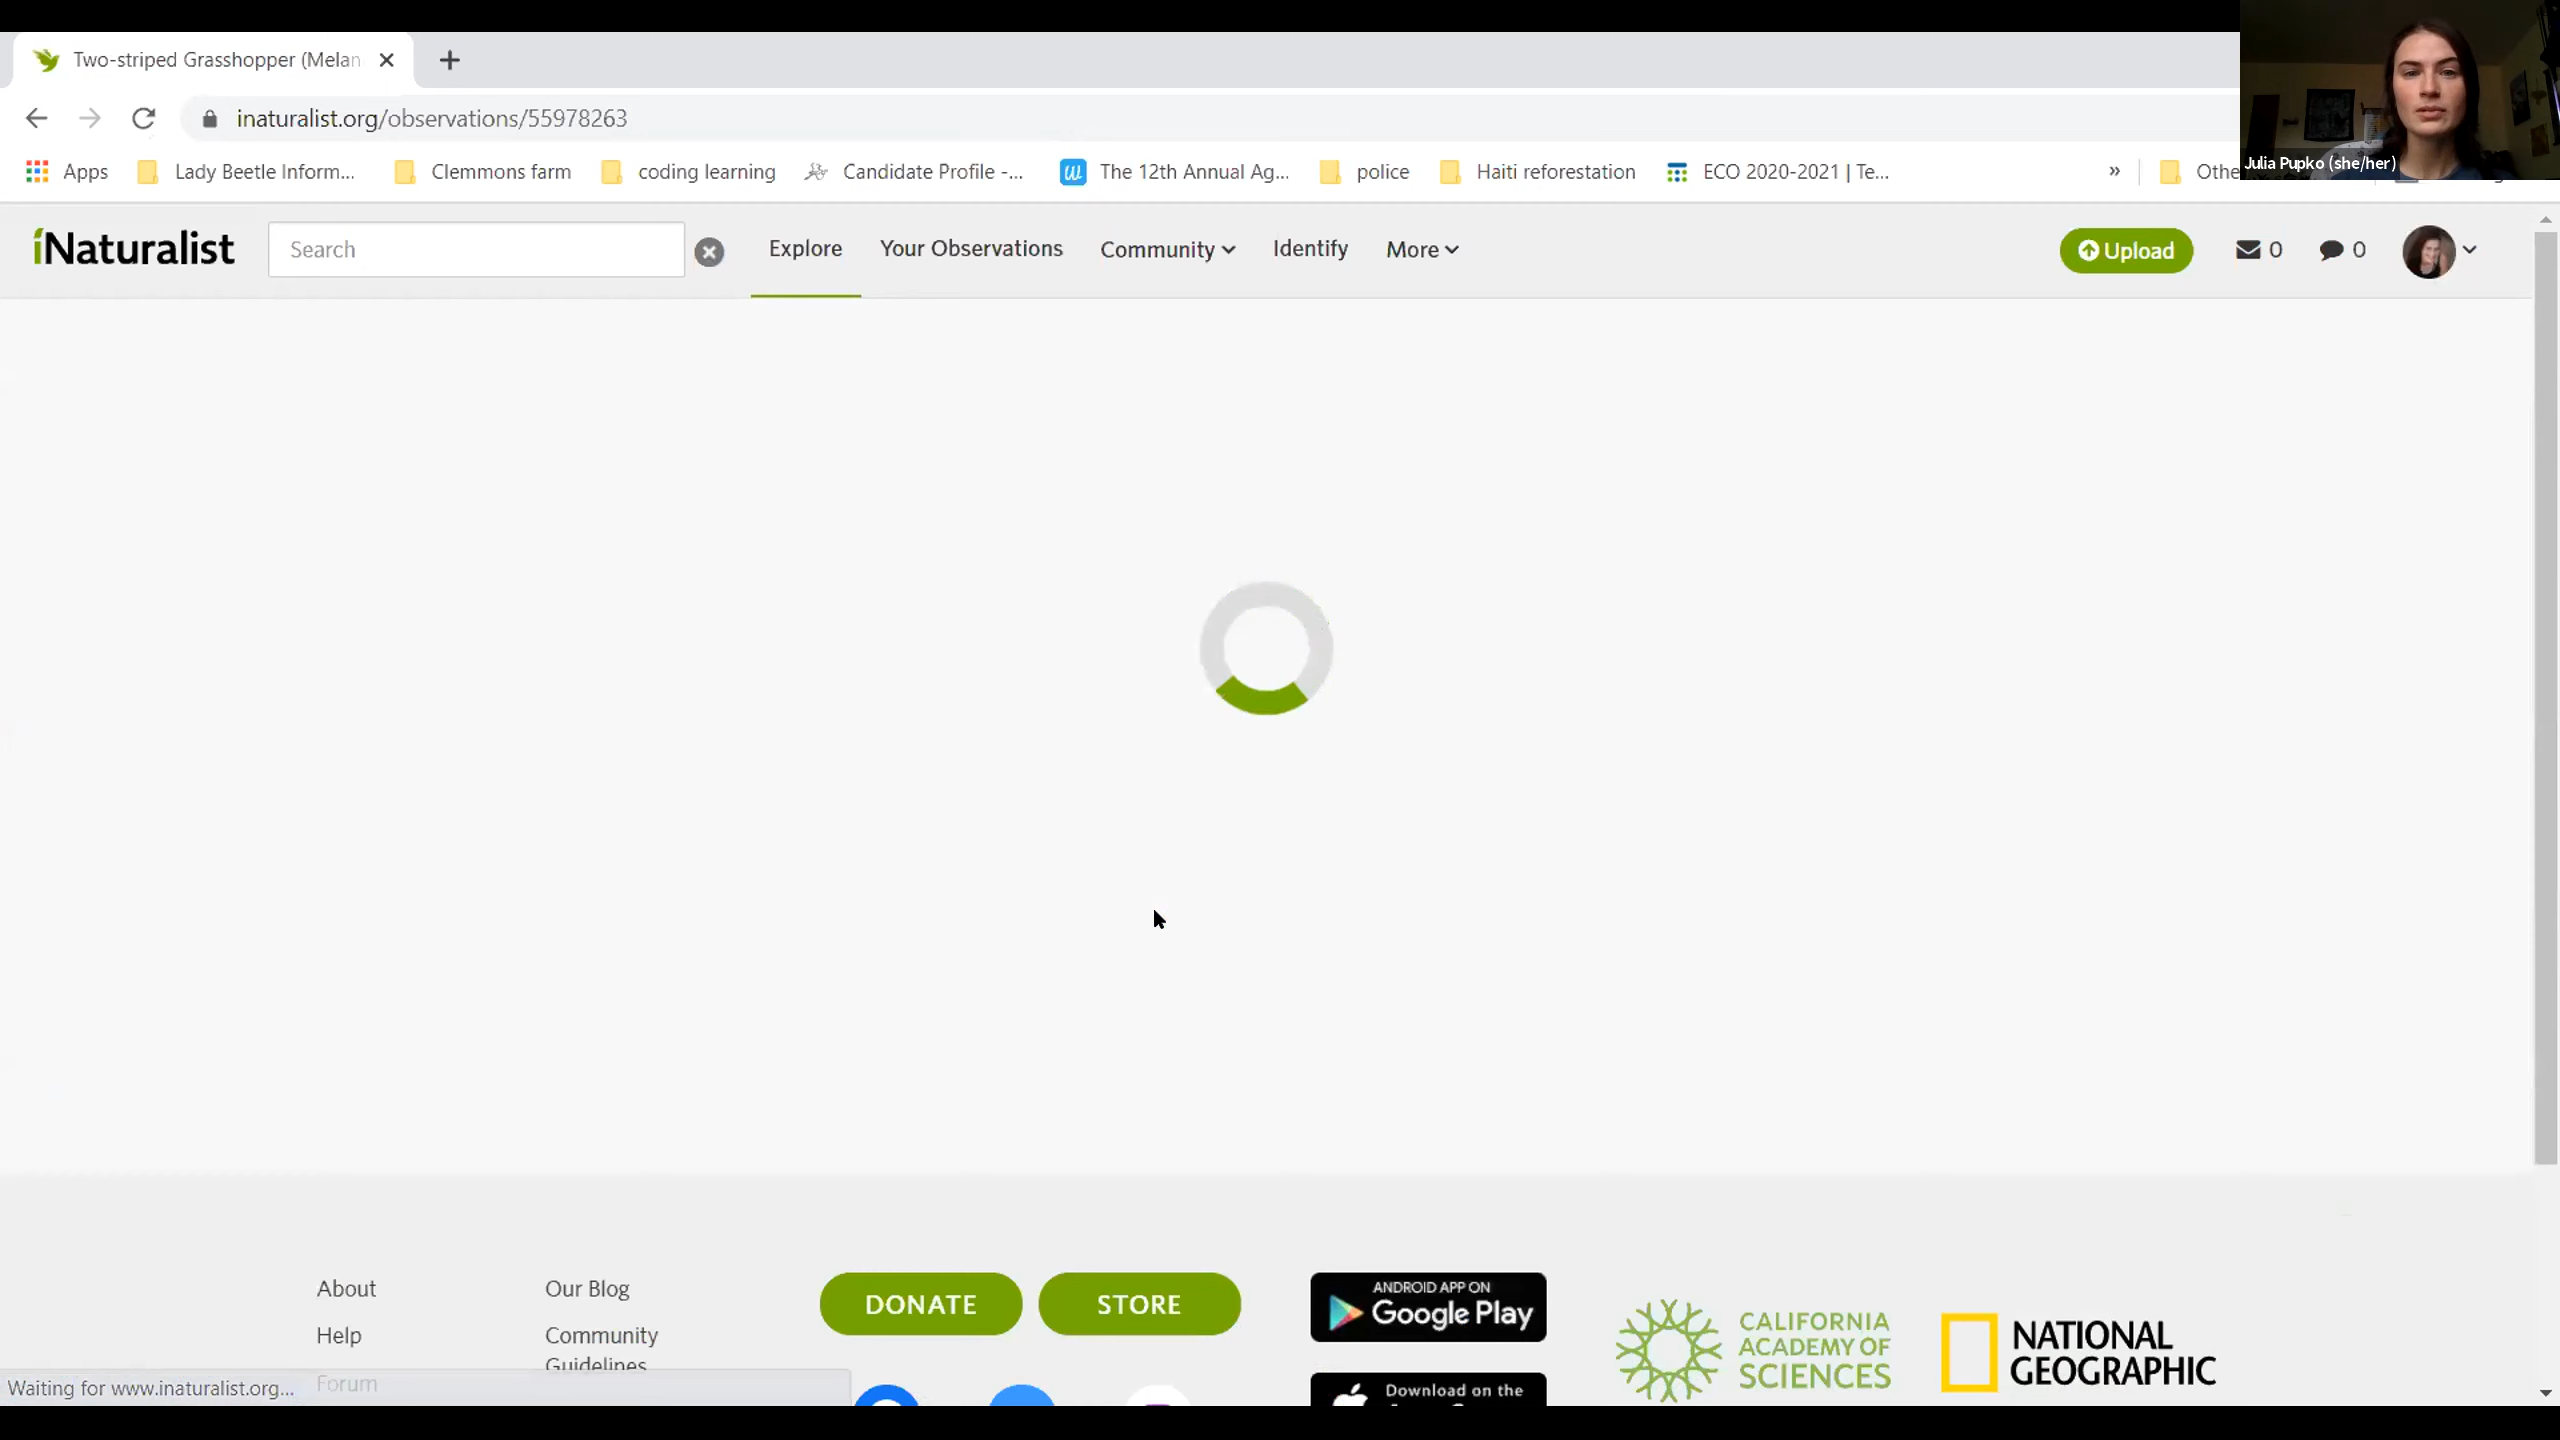 Two-striped Grasshopper (Melan
inaturalist.org/observations/55978263
Apps
Lady Beetle Inform...
Clemmons farm
coding learning
Candidate Profile -...
The 12th Annual Ag...
police
Haiti reforestation
ECO 2020-2021 | Te...
»
Othe
Julia Pupko (she/her)
iNaturalist
Search
Explore
Your Observations
Community
Identify
More
Upload
0
0
About
Our Blog
DONATE
STORE
ANDROID APP ON
Google Play
CALIFORNIA
ACADEMY OF
SCIENCES
NATIONAL
GEOGRAPHIC
Help
Community
Guidelines
Forum
Waiting for www.inaturalist.org...
Download on the